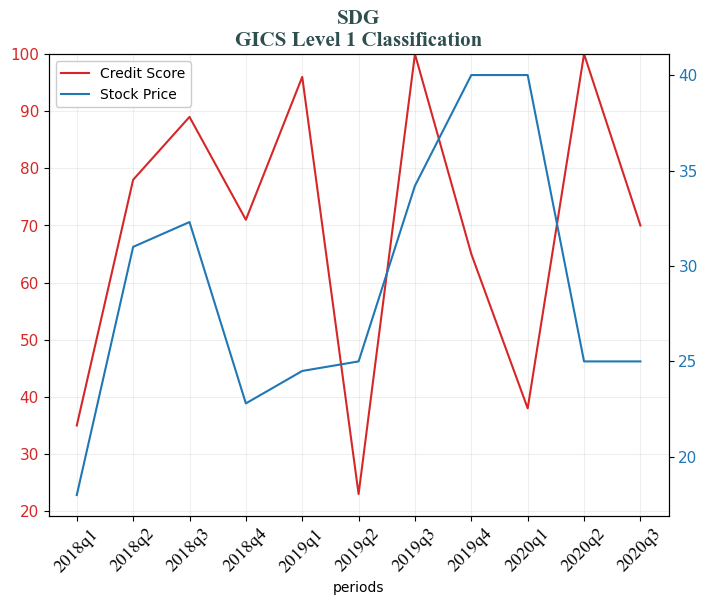 SDG
GICS Level 1 Classification
Credit Score
Stock Price
100
90
80
70
60
50
40
30
20
40
35
30
25
20
2018q1
2018q2
2018q3
2018q4
2019q1
2019q2
2019q3
2019q4
2020q1
2020q2
2020q3
periods